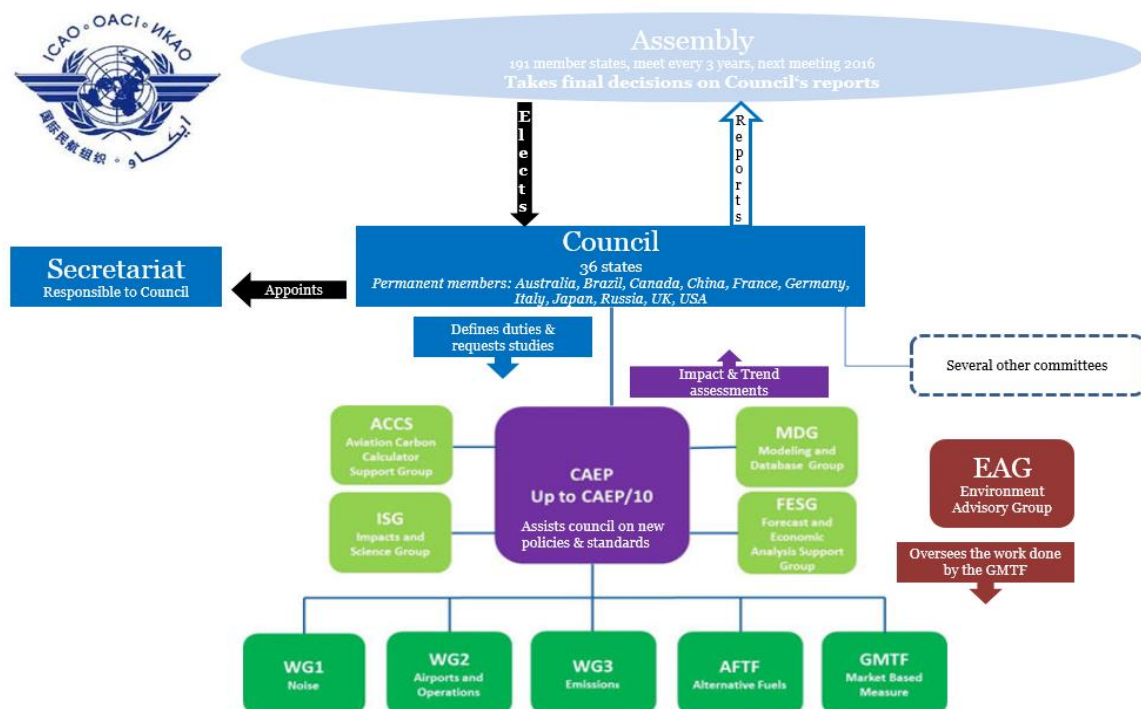 ICAO • OACI • ИКАО
国际民航组织 • ايكاو
Assembly
191 member states, meet every 3 years, next meeting 2016
Takes final decisions on Council‘s reports
Elects
Reports
Council
36 states
Permanent members: Australia, Brazil, Canada, China, France, Germany,
Italy, Japan, Russia, UK, USA
Secretariat
Responsible to Council
Appoints
Defines duties &
requests studies
Impact & Trend
assessments
Several other committees
ACCS
Aviation Carbon
Calculator
Support Group
CAEP
Up to CAEP/10
Assists council on new
policies & standards
MDG
Modeling and
Database Group
ISG
Impacts and
Science Group
FESG
Forecast and
Economic
Analysis Support
Group
EAG
Environment
Advisory Group
Oversees the work done
by the GMTF
WG1
Noise
WG2
Airports and
Operations
WG3
Emissions
AFTF
Alternative Fuels
GMTF
Market Based
Measure